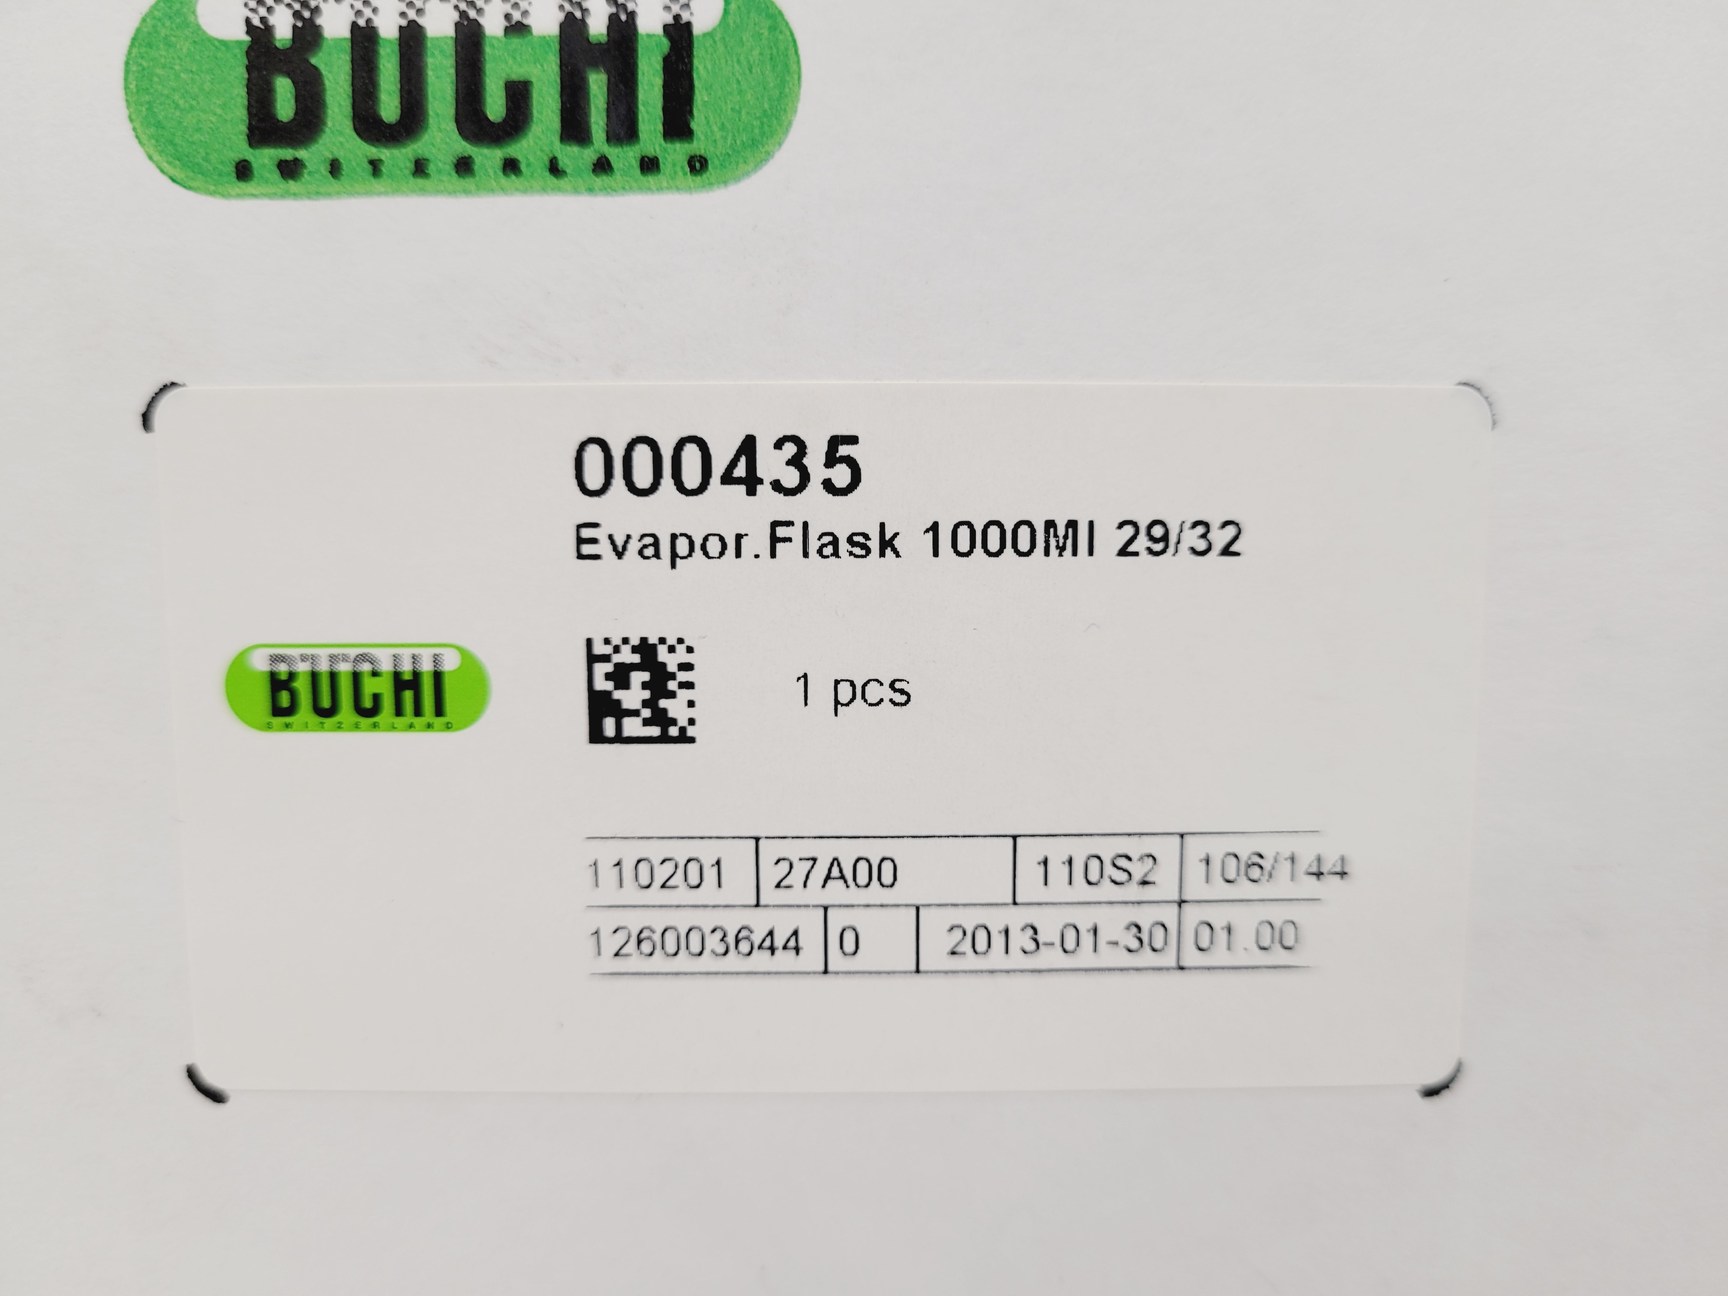 BUCHI
SWITZERLAND
000435
Evapor.Flask 1000Ml 29/32
BUCHI
SWITZERLAND
1 pcs
110201 27A00 110S2 106/144
126003644 0 2013-01-30 01.00